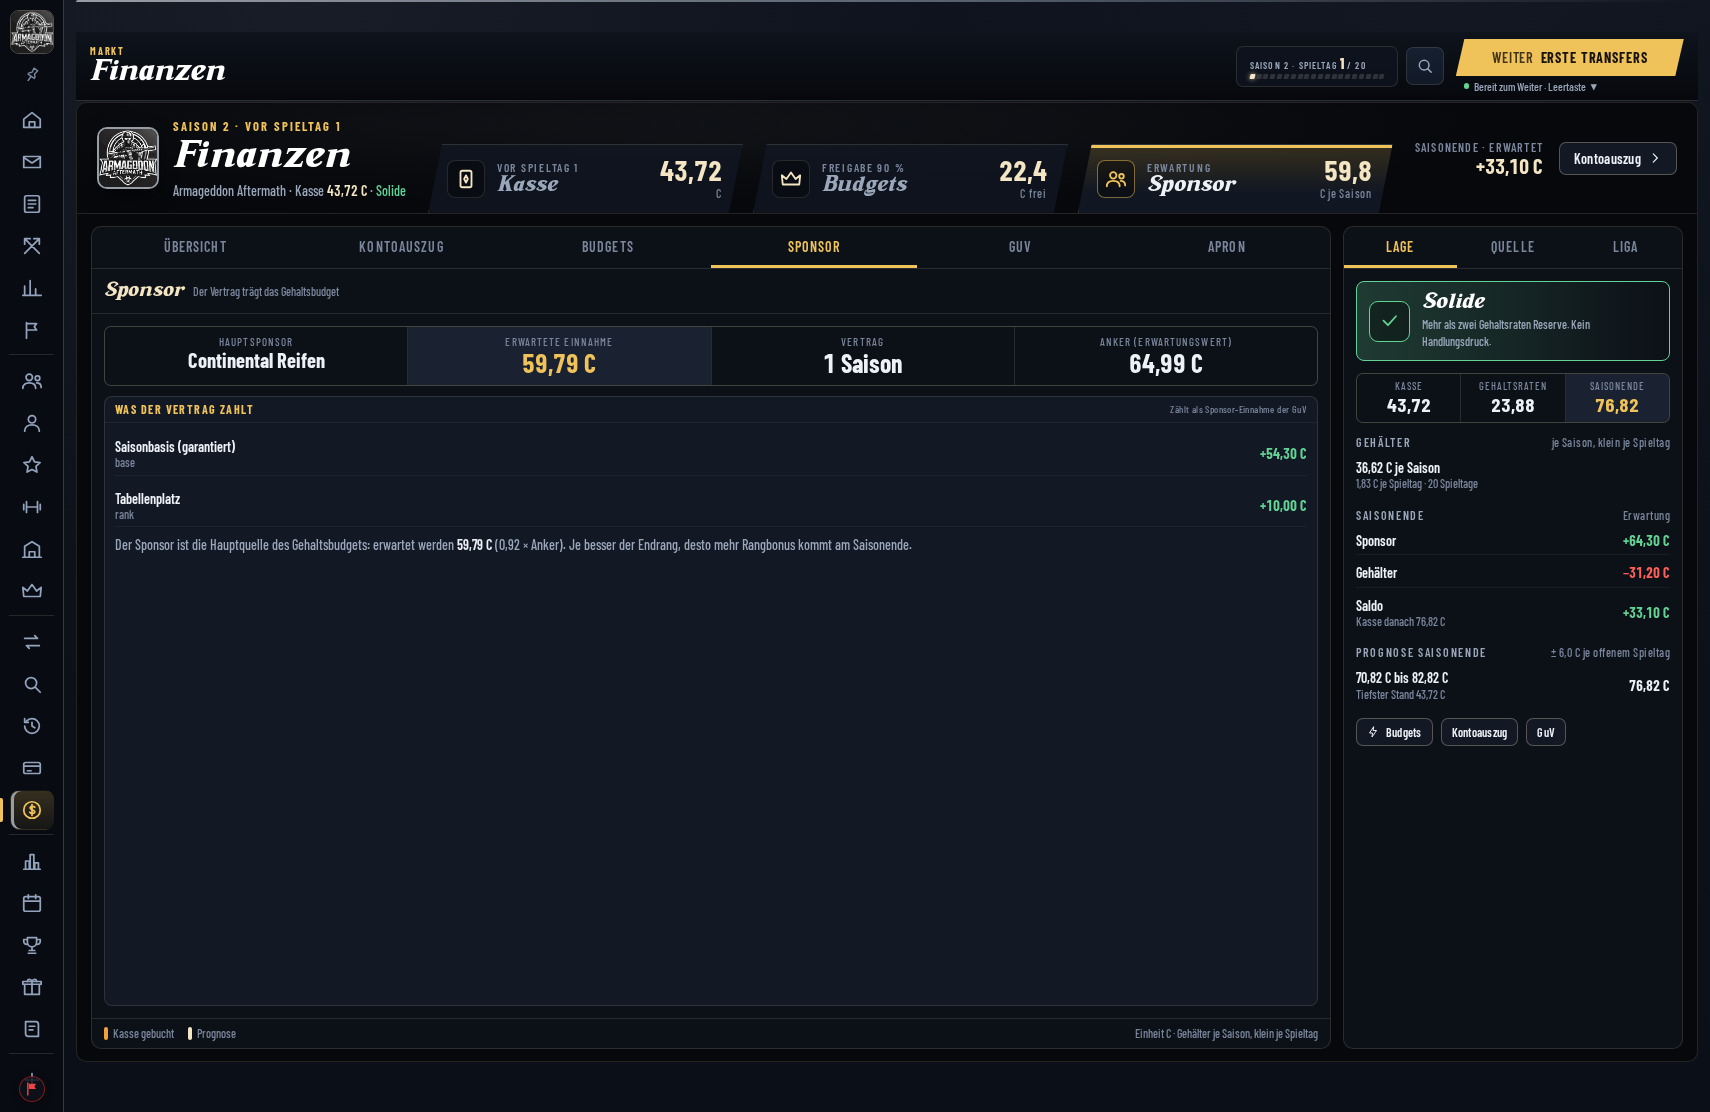 ARMAGEDDON
MARKT
Finanzen
SAISON 2 · SPIELTAG 1 / 20
WEITER ERSTE TRANSFERS
Bereit zum Weiter · Leertaste ▼
ARMAGEDDON
AFTERMATH
SAISON 2 · VOR SPIELTAG 1
Finanzen
Armageddon Aftermath · Kasse 43,72 C · Solide
VOR SPIELTAG 1
Kasse
43,72
C
FREIGABE 90 %
Budgets
22,4
C frei
ERWARTUNG
Sponsor
59,8
C je Saison
SAISONENDE · ERWARTET
+33,10 C
Kontoauszug
ÜBERSICHT
KONTOAUSZUG
BUDGETS
SPONSOR
GUV
APRON
Sponsor Der Vertrag trägt das Gehaltsbudget
HAUPTSPONSOR
Continental Reifen
ERWARTETE EINNAHME
59,79 C
VERTRAG
1 Saison
ANKER (ERWARTUNGSWERT)
64,99 C
WAS DER VERTRAG ZAHLT
Zählt als Sponsor-Einnahme der GuV
Saisonbasis (garantiert)
base
+54,30 C
Tabellenplatz
rank
+10,00 C
Der Sponsor ist die Hauptquelle des Gehaltsbudgets: erwartet werden 59,79 C (0,92 × Anker). Je besser der Endrang, desto mehr Rangbonus kommt am Saisonende.
Kasse gebucht
Prognose
Einheit C · Gehälter je Saison, klein je Spieltag
LAGE
QUELLE
LIGA
Solide
Mehr als zwei Gehaltsraten Reserve. Kein
Handlungsdruck.
KASSE
43,72
GEHALTSRATEN
23,88
SAISONENDE
76,82
GEHÄLTER
je Saison, klein je Spieltag
36,62 C je Saison
1,83 C je Spieltag · 20 Spieltage
SAISONENDE
Erwartung
Sponsor
+64,30 C
Gehälter
−31,20 C
Saldo
Kasse danach 76,82 C
+33,10 C
PROGNOSE SAISONENDE
± 6,0 C je offenem Spieltag
70,82 C bis 82,82 C
Tiefster Stand 43,72 C
76,82 C
Budgets
Kontoauszug
GuV